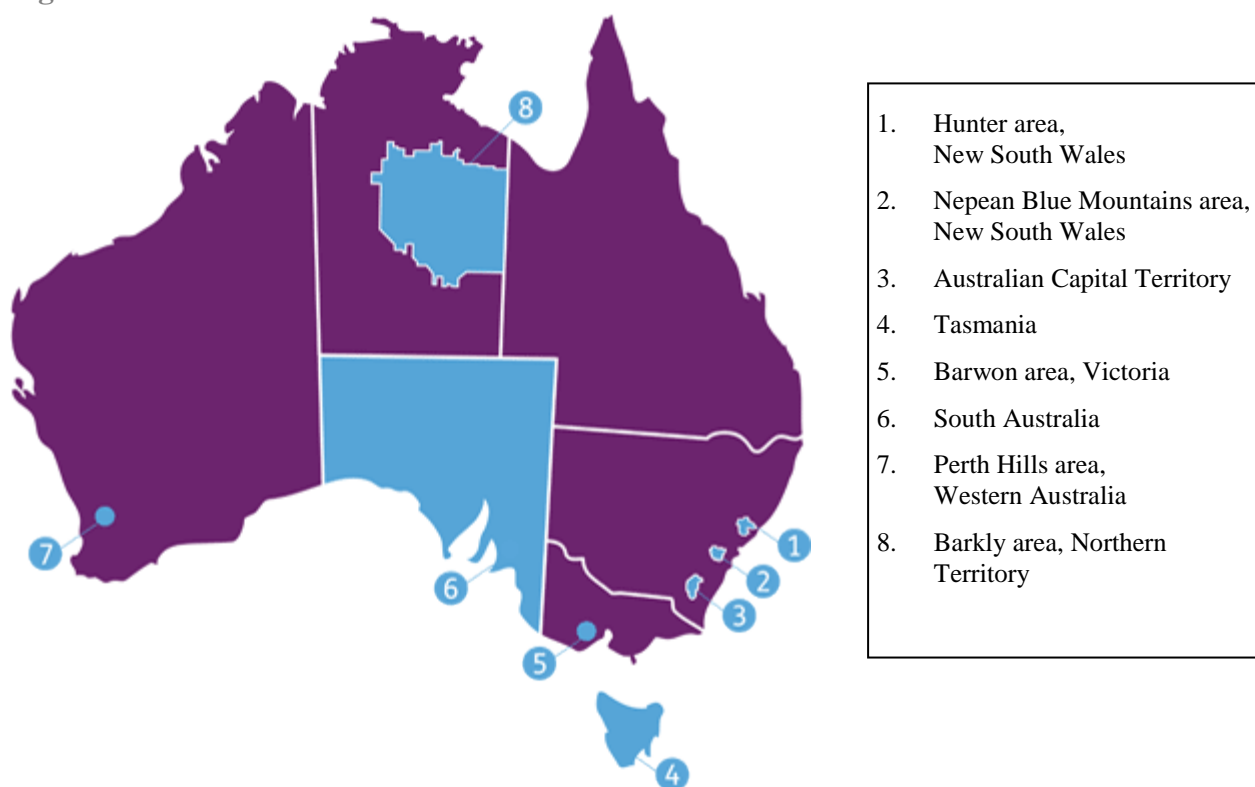 8
7
6
5
4
3
2
1
1. Hunter area,
New South Wales
2. Nepean Blue Mountains area,
New South Wales
3. Australian Capital Territory
4. Tasmania
5. Barwon area, Victoria
6. South Australia
7. Perth Hills area,
Western Australia
8. Barkly area, Northern
Territory